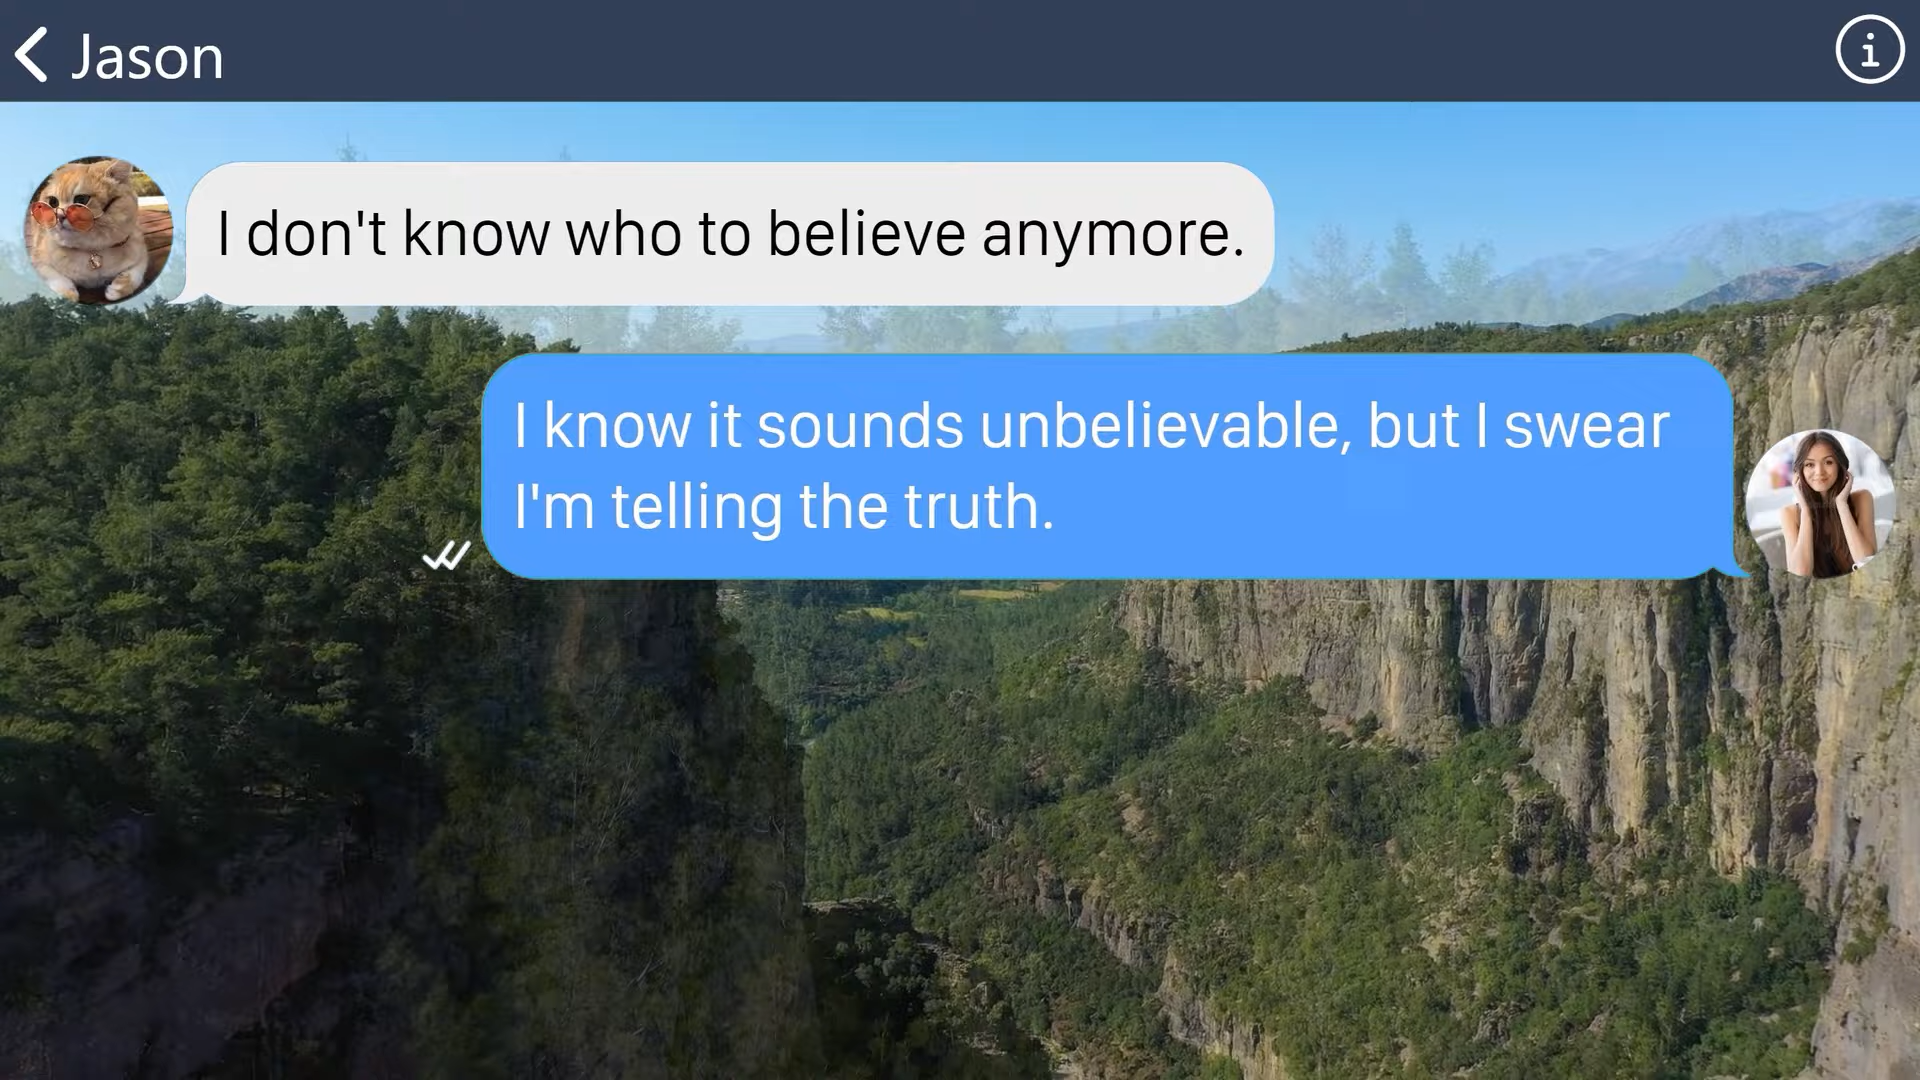 Jason
I don't know who to believe anymore.
I know it sounds unbelievable, but I swear
I'm telling the truth.